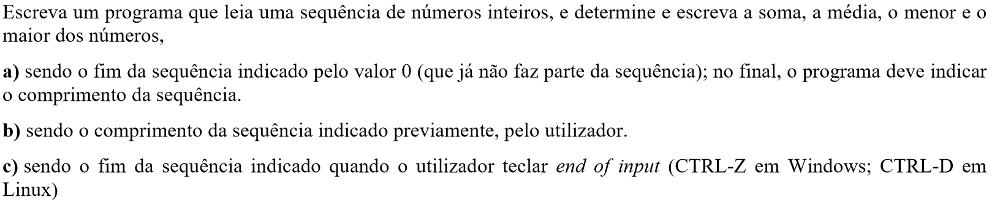 Escreva um programa que leia uma sequência de números inteiros, e determine e escreva a soma, a média, o menor e o
maior dos números,
a) sendo o fim da sequência indicado pelo valor 0 (que já não faz parte da sequência); no final, o programa deve indicar
o comprimento da sequência.
b) sendo o comprimento da sequência indicado previamente, pelo utilizador.
c) sendo o fim da sequência indicado quando o utilizador teclar end of input (CTRL-Z em Windows; CTRL-D em
Linux)